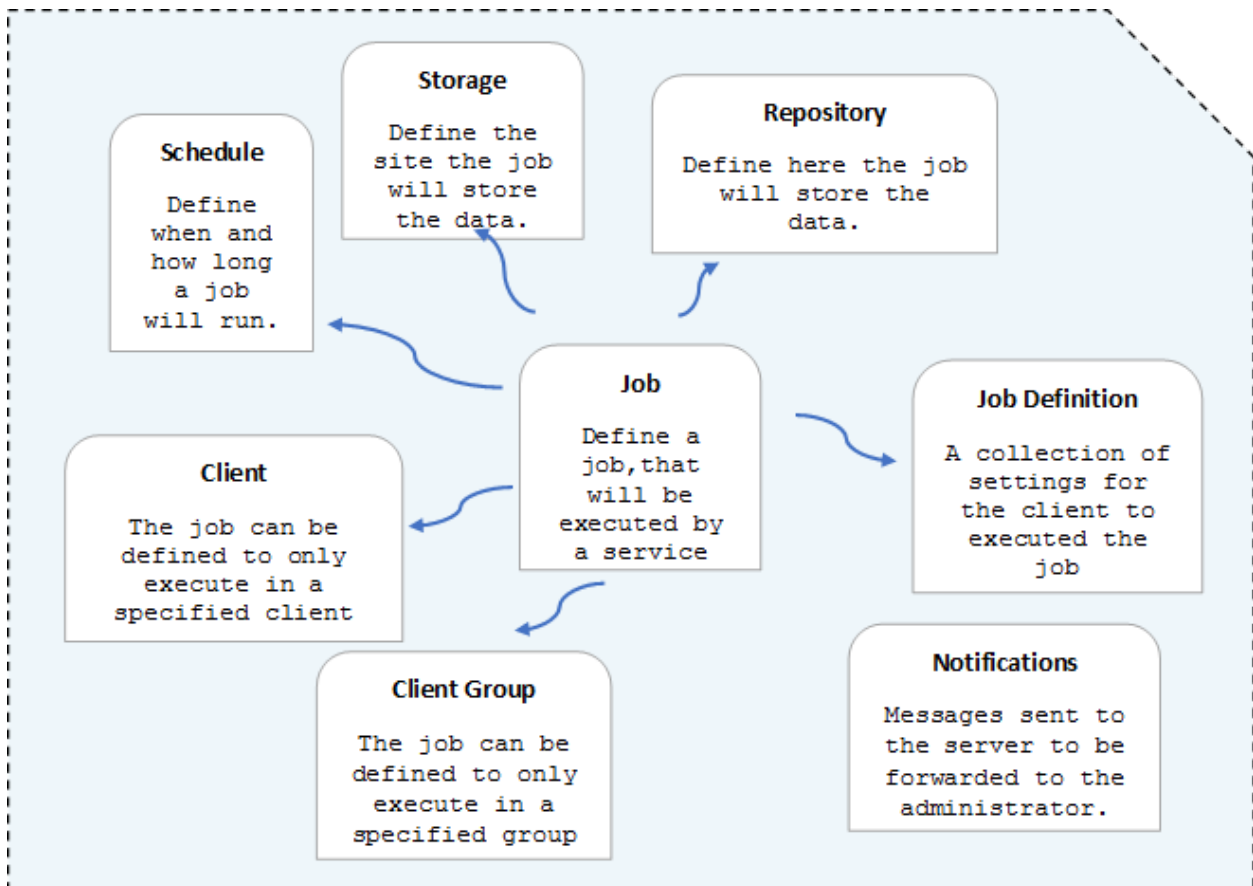 Storage
Define the
site the job
will store
the data.
Repository
Define here the job
will store the
data.
Schedule
Define
when and
how long
a job
will run.
Job
Define a
job,that
will be
executed by
a service
Job Definition
A collection of
settings for
the client to
executed the
job
Client
The job can be
defined to only
execute in a
specified client
Client Group
The job can be
defined to only
execute in a
specified group
Notifications
Messages sent to
the server to be
forwarded to the
administrator.